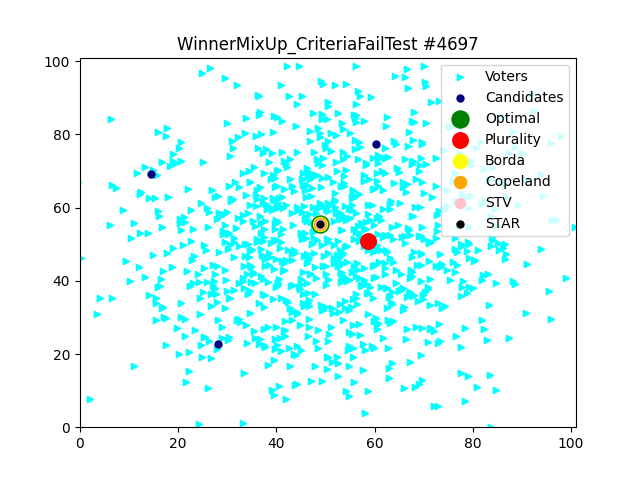 WinnerMixUp_CriteriaFailTest #4697
100
80
60
40
20
0
0
20
40
60
80
100
Voters
Candidates
Optimal
Plurality
Borda
Copeland
STV
STAR